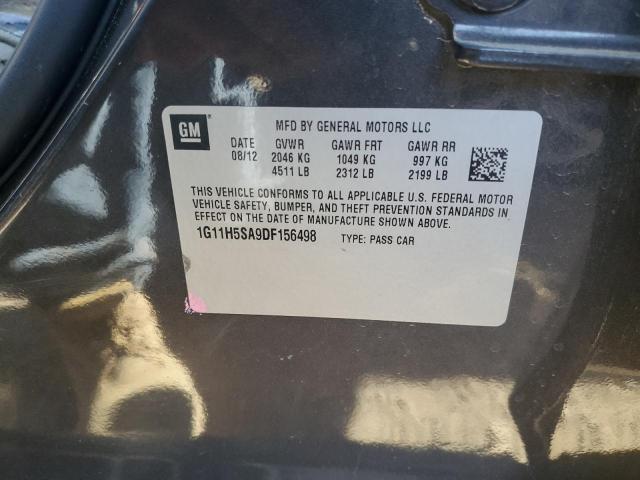 GM
MFD BY GENERAL MOTORS LLC
DATE GVWR GAWR FRT GAWR RR
08/12 2046 KG 1049 KG 997 KG
4511 LB 2312 LB 2199 LB
THIS VEHICLE CONFORMS TO ALL APPLICABLE U.S. FEDERAL MOTOR
VEHICLE SAFETY, BUMPER, AND THEFT PREVENTION STANDARDS IN
EFFECT ON THE DATE OF MANUFACTURE SHOWN ABOVE.
1G11H5SA9DF156498 TYPE: PASS CAR